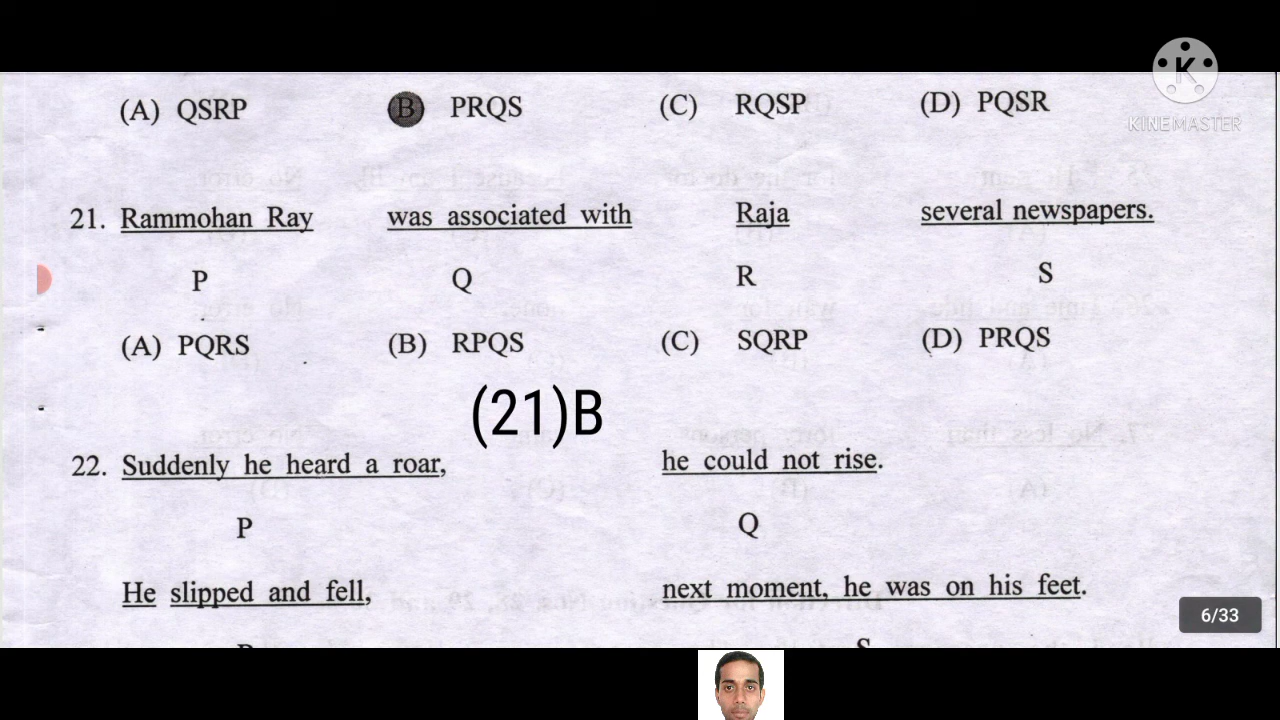 K
KINEMASTER
(A) QSRP (B) PRQS (C) RQSP (D) PQSR
21. Rammohan Ray was associated with Raja several newspapers.
P Q R S
(A) PQRS (B) RPQS (C) SQRP (D) PRQS
(21)B
22. Suddenly he heard a roar, he could not rise.
P Q
He slipped and fell, next moment, he was on his feet.
6/33